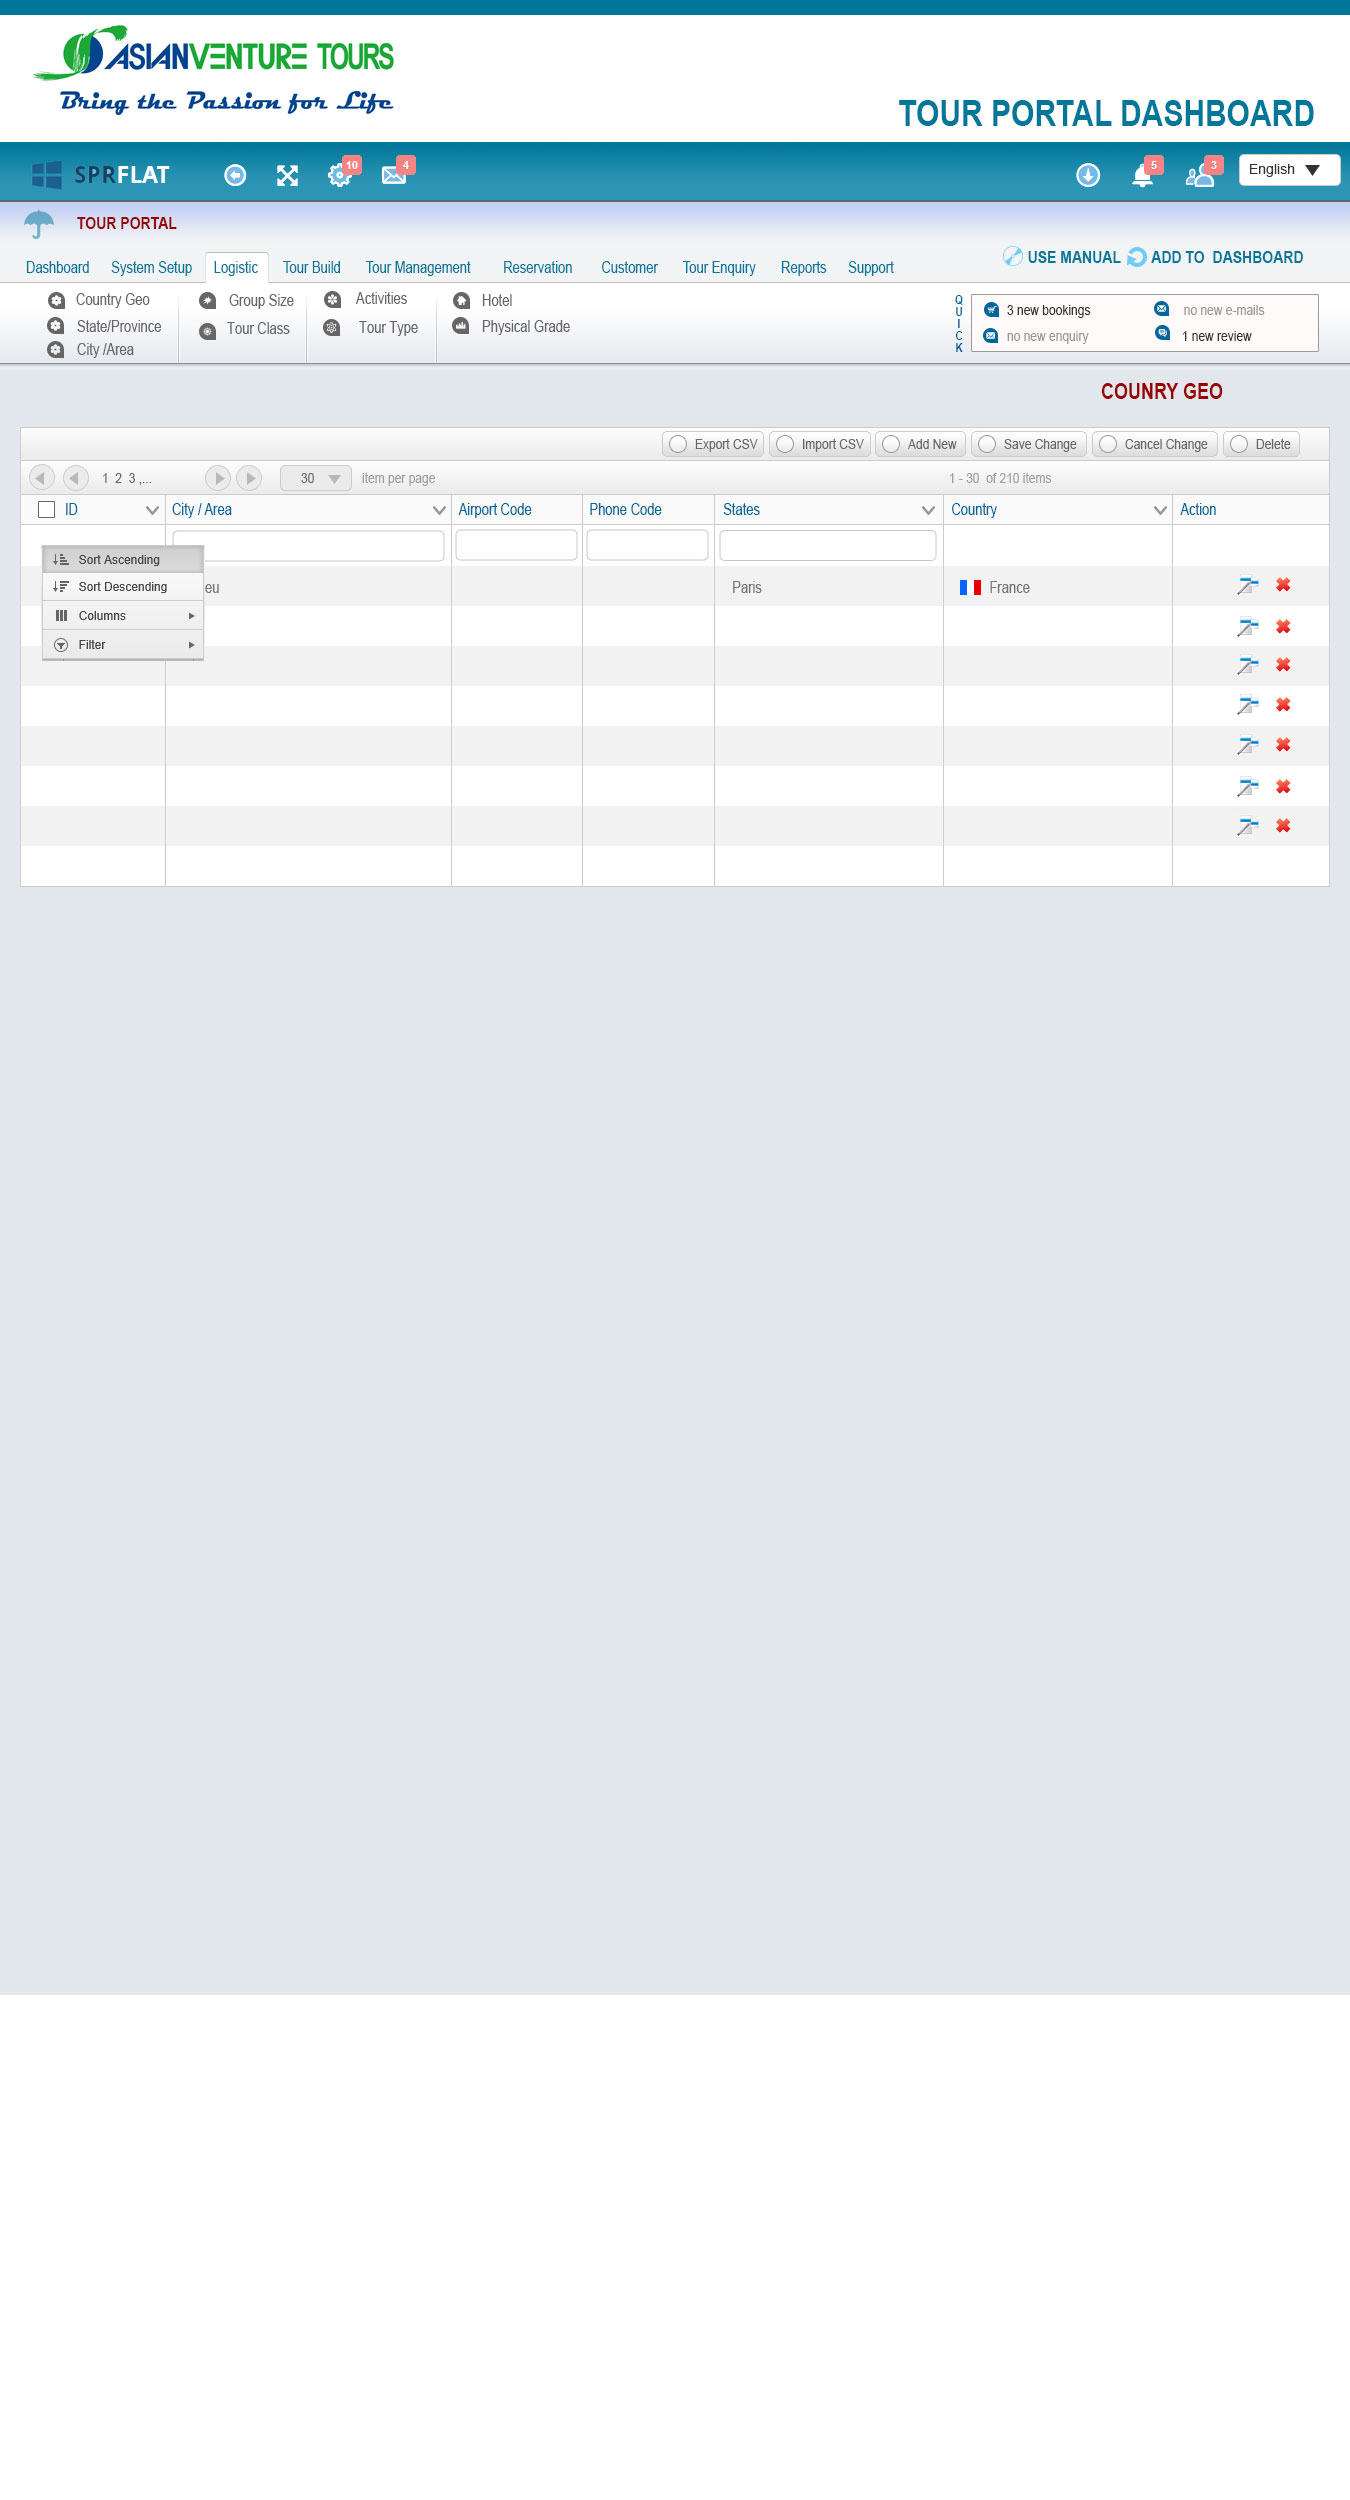 ASIANVENTURE TOURS
Bring the Passion for Life
TOUR PORTAL DASHBOARD
SPRFLAT
10
4
5
3
English
TOUR PORTAL
Dashboard System Setup Logistic Tour Build Tour Management Reservation Customer Tour Enquiry Reports Support
USE MANUAL ADD TO DASHBOARD
Country Geo Group Size Activities Hotel
State/Province Tour Class Tour Type Physical Grade
City /Area
QUICK
3 new bookings no new e-mails
no new enquiry 1 new review
COUNRY GEO
Export CSV Import CSV Add New Save Change Cancel Change Delete
1 2 3 ,... 30 item per page 1 - 30 of 210 items
ID City / Area Airport Code Phone Code States Country Action
Sort Ascending
Sort Descending
Columns
Filter
eu Paris France